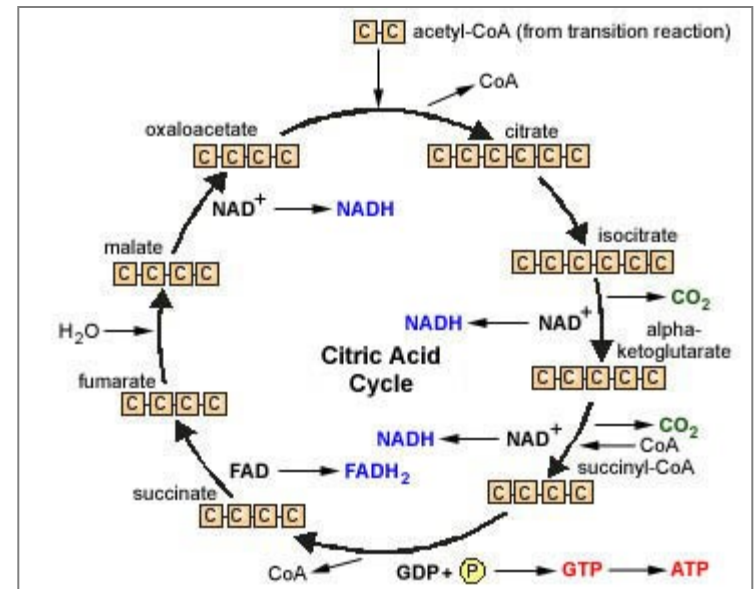 C-C acetyl-CoA (from transition reaction)
CoA
oxaloacetate
C-C-C-C
citrate
C-C-C-C-C-C
NAD+ NADH
malate
C-C-C-C
isocitrate
C-C-C-C-C-C
CO2
NADH NAD+
H2O
alpha-
ketoglutarate
C-C-C-C-C
Citric Acid
Cycle
fumarate
C-C-C-C
CO2
NADH NAD+
CoA
succinyl-CoA
C-C-C-C
FAD FADH2
succinate
C-C-C-C
CoA
GDP + P GTP ATP